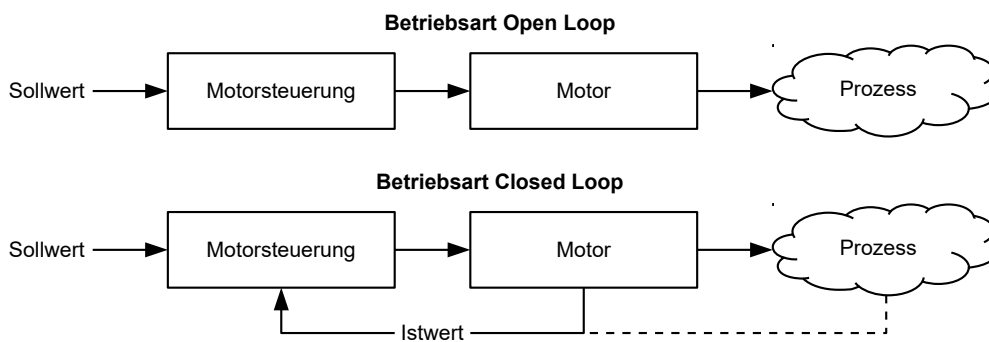 Betriebsart Open Loop
Sollwert
Motorsteuerung
Motor
Prozess
Betriebsart Closed Loop
Sollwert
Motorsteuerung
Motor
Prozess
Istwert